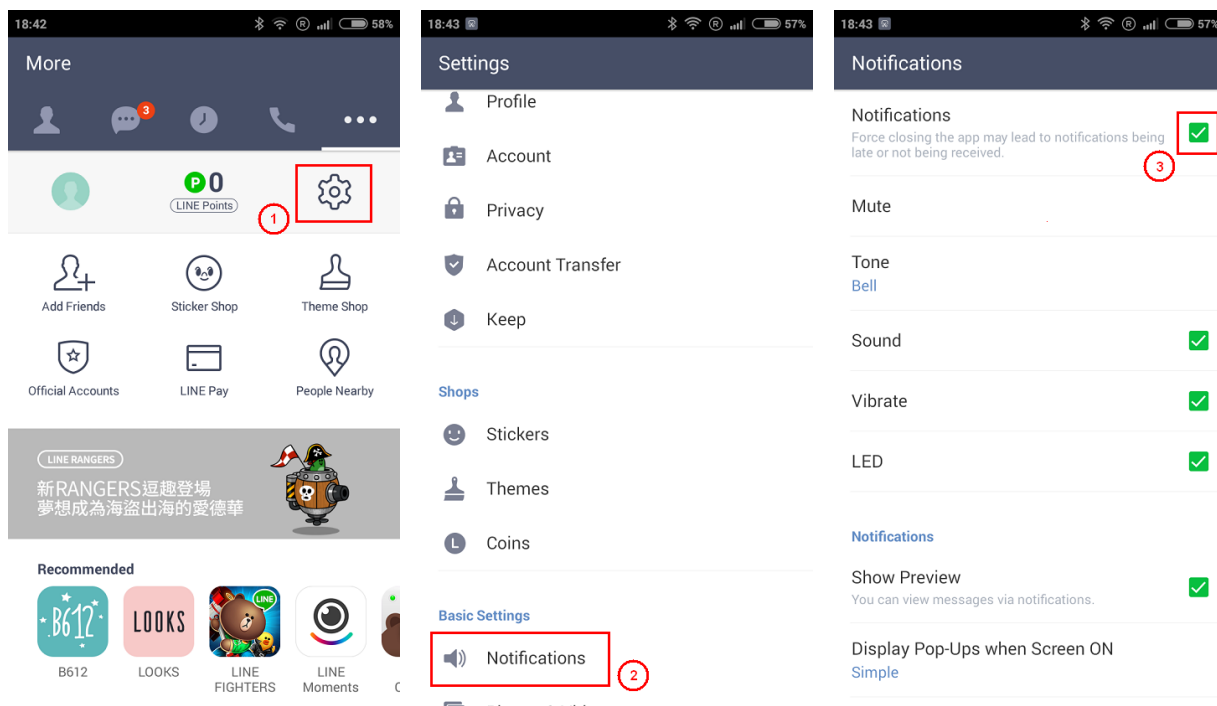 18:42
58%
More
3
P 0
LINE Points
1
Add Friends
Sticker Shop
Theme Shop
Official Accounts
LINE Pay
People Nearby
LINE RANGERS
新RANGERS逗趣登場
夢想成為海盜出海的愛德華
Recommended
B612
LOOKS
LINE
B612
LOOKS
LINE
FIGHTERS
LINE
Moments
18:43
57%
Settings
Profile
Account
Privacy
Account Transfer
Keep
Shops
Stickers
Themes
L
Coins
Basic Settings
Notifications
2
18:43
57%
Notifications
Notifications
Force closing the app may lead to notifications being
late or not being received.
3
Mute
Tone
Bell
Sound
Vibrate
LED
Notifications
Show Preview
You can view messages via notifications.
Display Pop-Ups when Screen ON
Simple